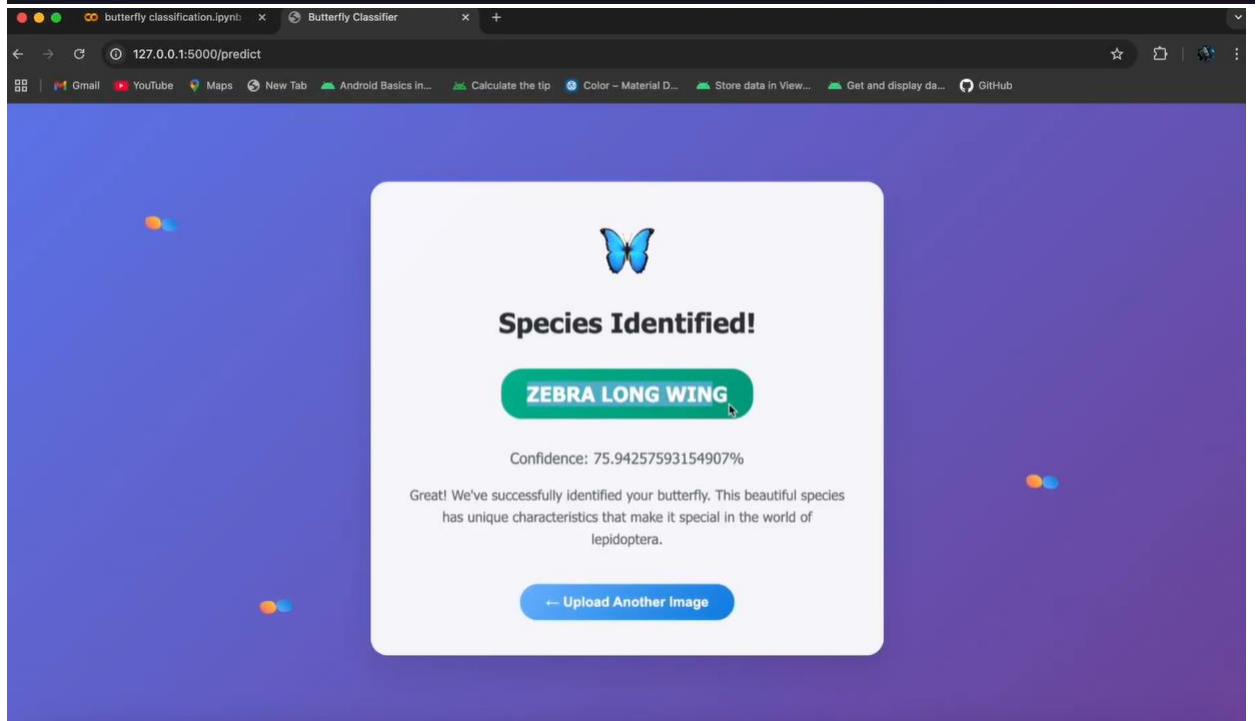 butterfly classification.ipynb
Butterfly Classifier
127.0.0.1:5000/predict
Gmail
YouTube
Maps
New Tab
Android Basics in...
Calculate the tip
Color – Material D...
Store data in View...
Get and display da...
GitHub
Species Identified!
ZEBRA LONG WING
Confidence: 75.94257593154907%
Great! We've successfully identified your butterfly. This beautiful species
has unique characteristics that make it special in the world of
lepidoptera.
← Upload Another Image